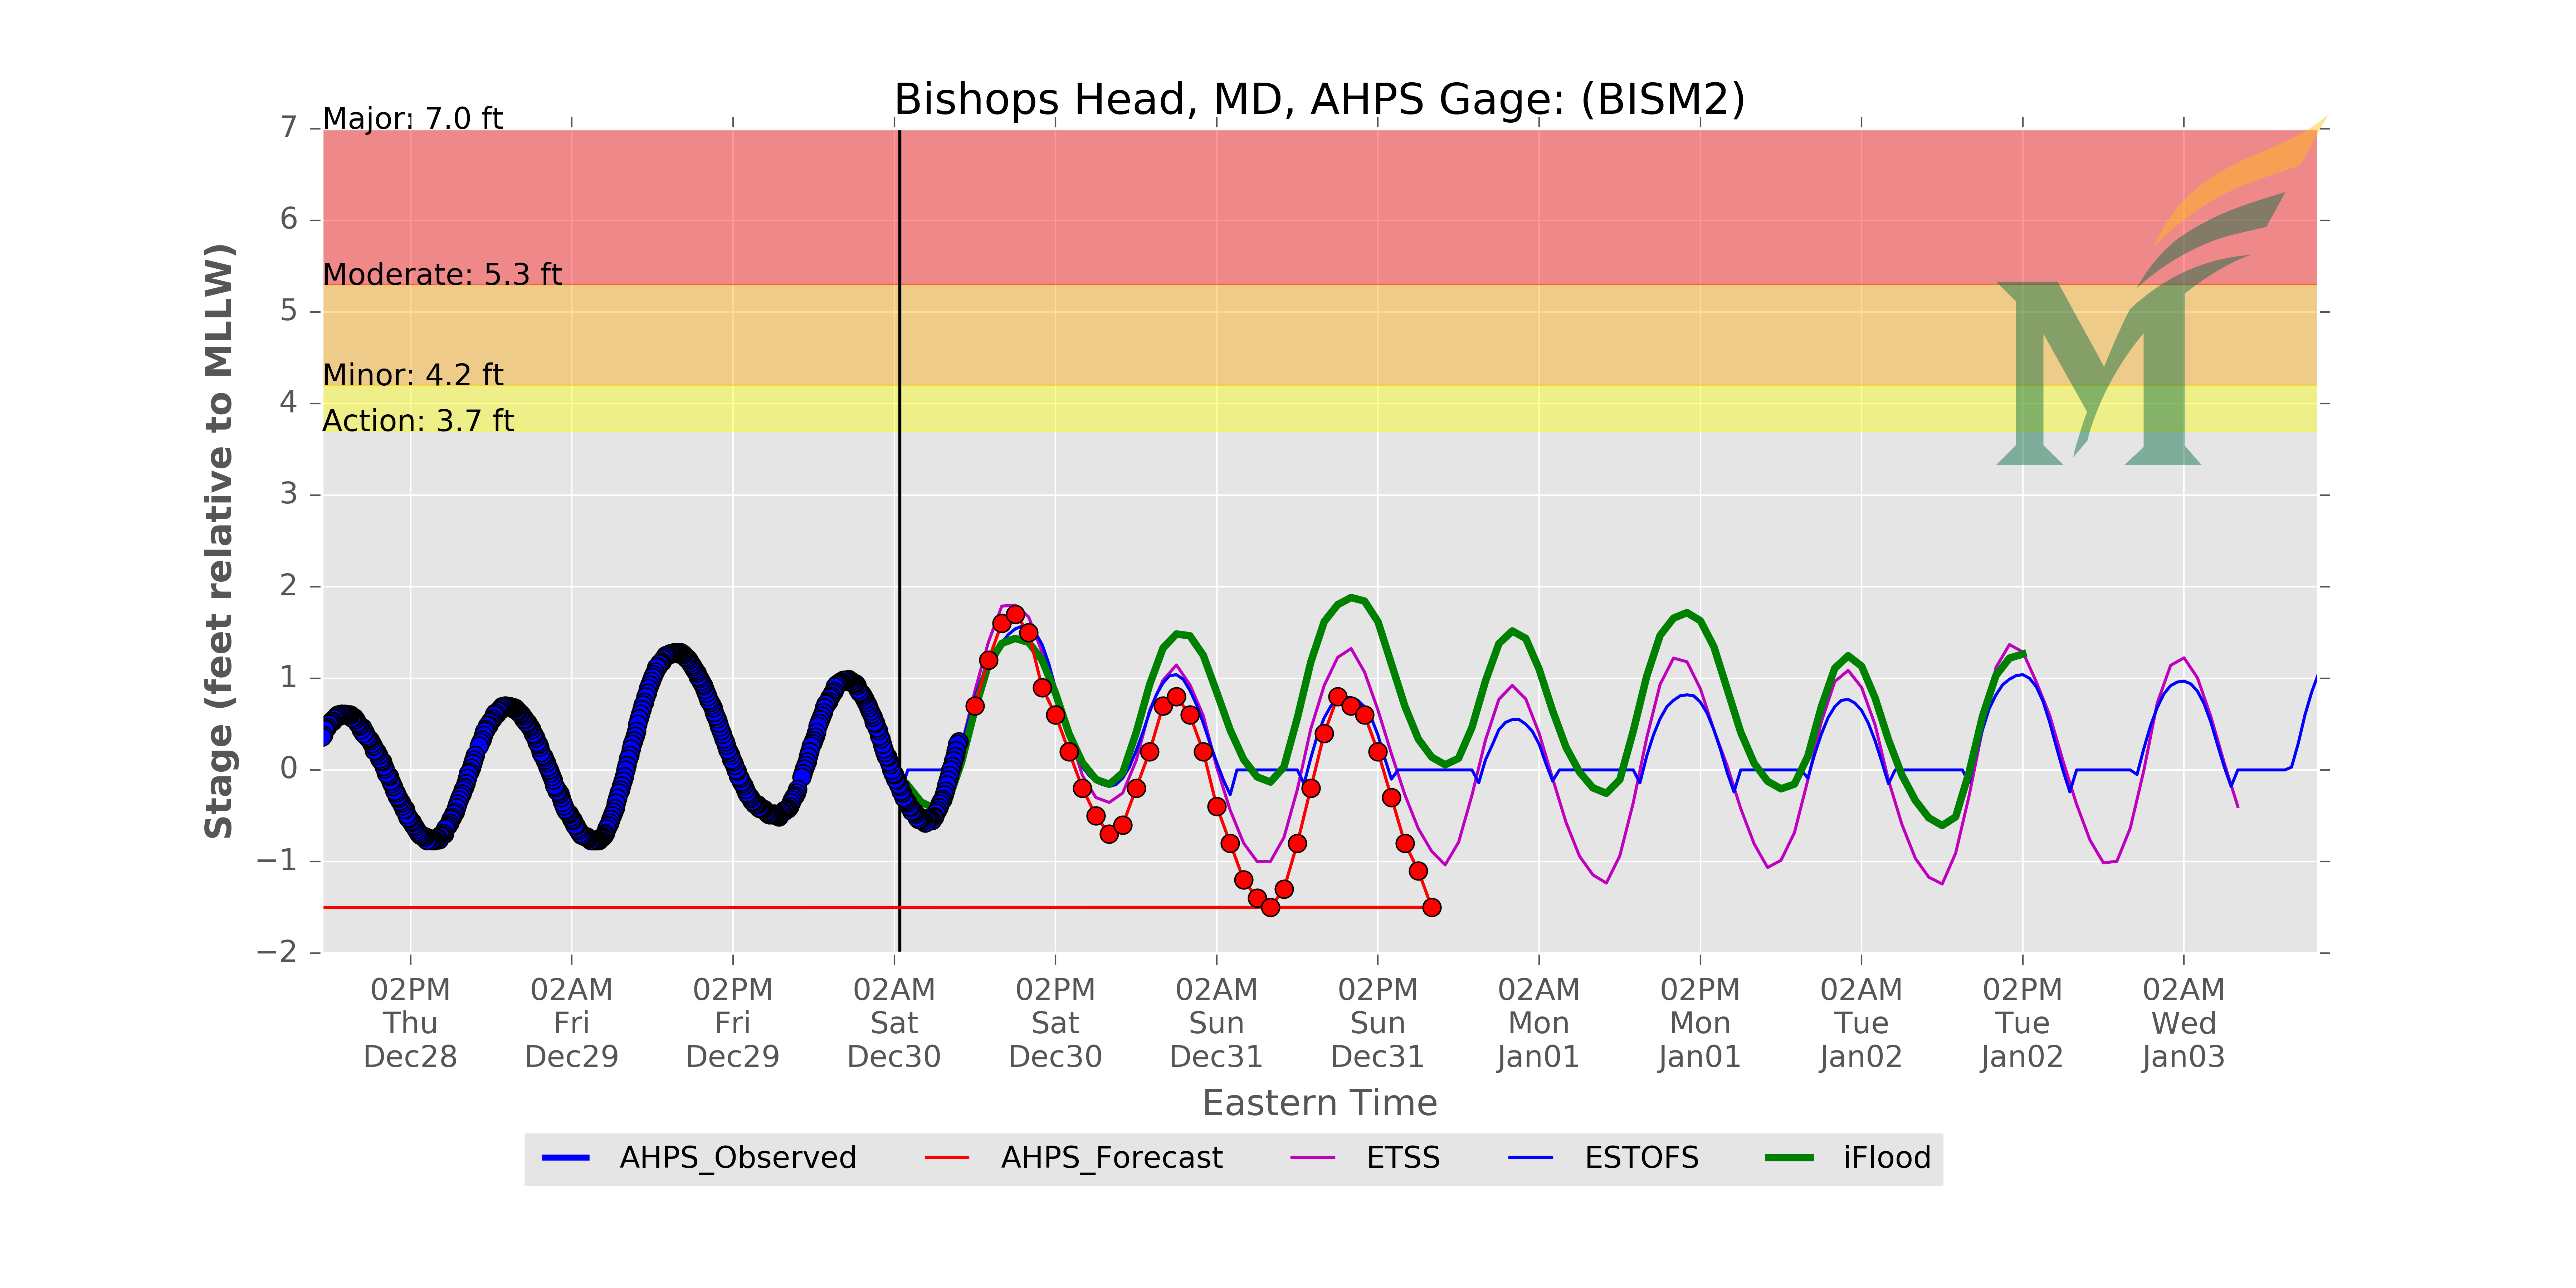 Bishops Head, MD, AHPS Gage: (BISM2)
Major: 7.0 ft
Moderate: 5.3 ft
Minor: 4.2 ft
Action: 3.7 ft
7
6
5
4
3
2
1
0
−1
−2
Stage (feet relative to MLLW)
02PM 02AM 02PM 02AM 02PM 02AM 02PM 02AM 02PM 02AM 02PM 02AM
Thu Fri Fri Sat Sat Sun Sun Mon Mon Tue Tue Wed
Dec28 Dec29 Dec29 Dec30 Dec30 Dec31 Dec31 Jan01 Jan01 Jan02 Jan02 Jan03
Eastern Time
AHPS_Observed AHPS_Forecast ETSS ESTOFS iFlood
M